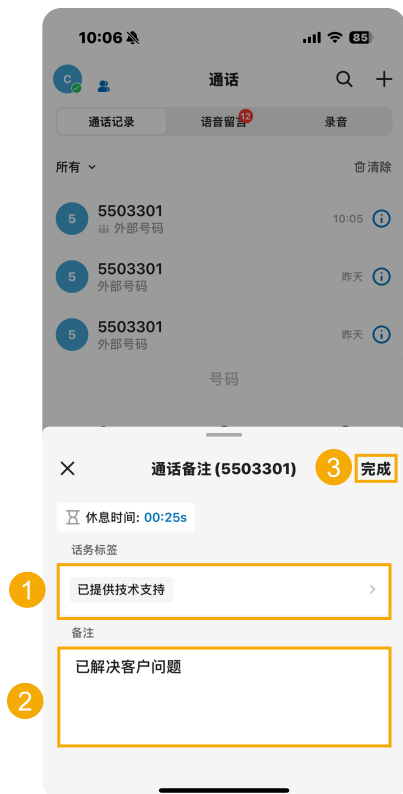 10:06 85
C 通话
通话记录 语音留言 12 录音
所有 清除
5 5503301 10:05
外部号码
5 5503301 昨天
外部号码
5 5503301 昨天
外部号码
号码
通话备注 (5503301) 3 完成
休息时间: 00:25s
话务标签
1 已提供技术支持
备注
已解决客户问题
2